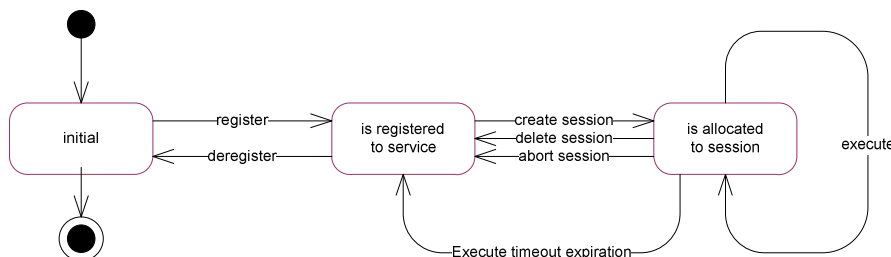 register
create session
initial
is registered
to service
delete session
is allocated
to session
execute
deregister
abort session
Execute timeout expiration